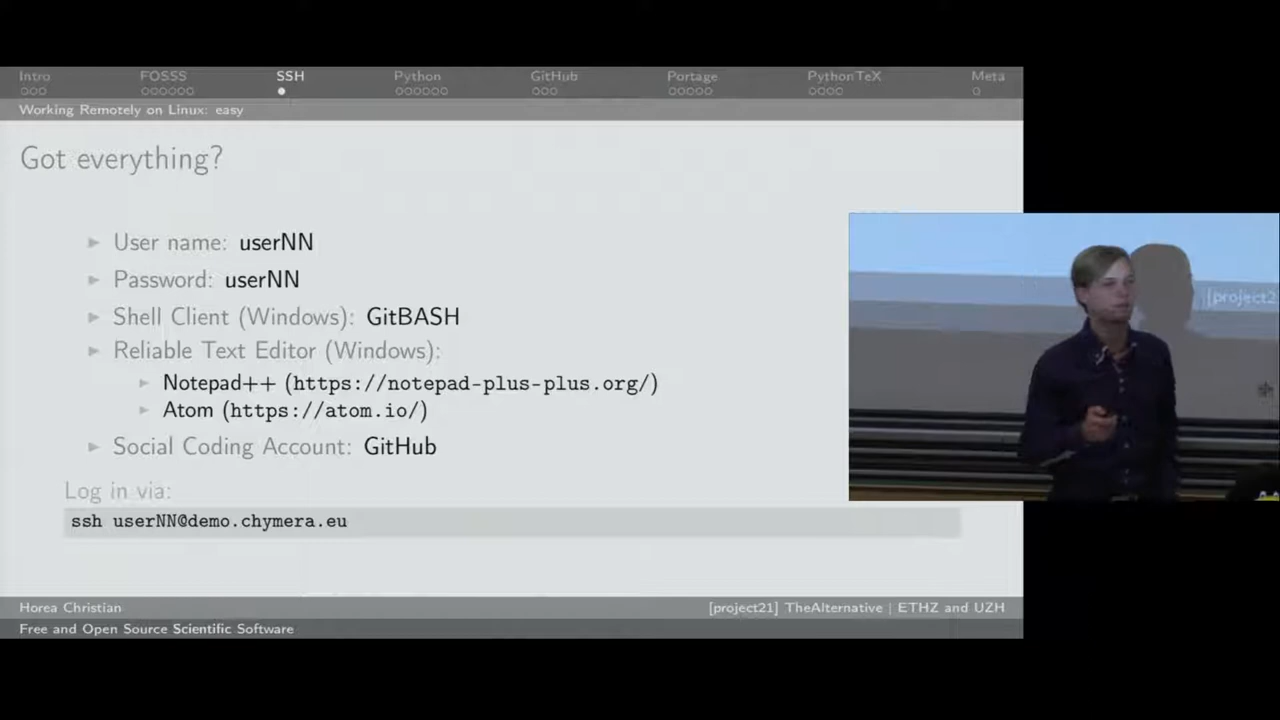 Intro FOSSS SSH Python GitHub Portage PythonTeX Meta
Working Remotely on Linux: easy
Got everything?
User name: userNN
Password: userNN
Shell Client (Windows): GitBASH
Reliable Text Editor (Windows):
Notepad++ (https://notepad-plus-plus.org/)
Atom (https://atom.io/)
Social Coding Account: GitHub
Log in via:
ssh userNN@demo.chymera.eu
[project2
Horea Christian [project21] TheAlternative | ETHZ and UZH
Free and Open Source Scientific Software